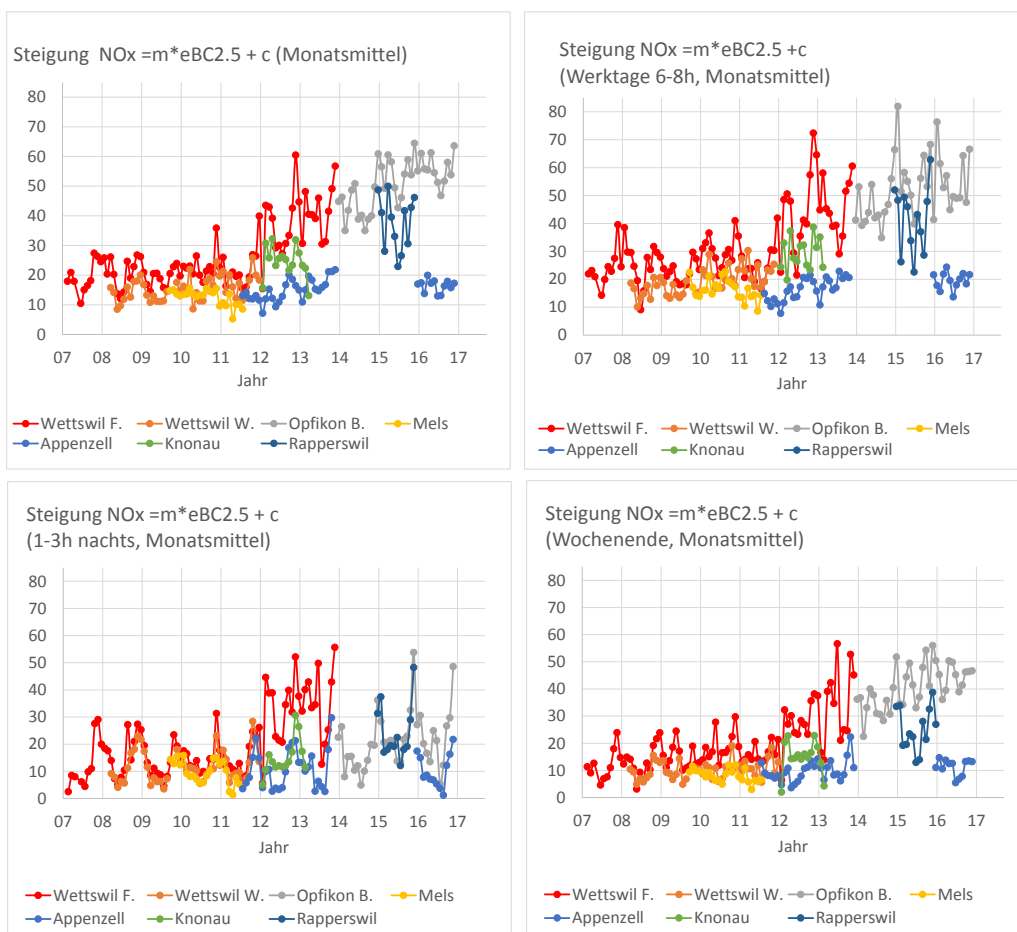 Steigung NOx =m*eBC2.5 + c (Monatsmittel)
80
70
60
50
40
30
20
10
0
07 08 09 10 11 12 13 14 15 16 17
Jahr
Wettswil F. Wettswil W. Opfikon B. Mels
Appenzell Knonau Rapperswil
Steigung NOx =m*eBC2.5 +c
(Werktage 6-8h, Monatsmittel)
80
70
60
50
40
30
20
10
0
07 08 09 10 11 12 13 14 15 16 17
Jahr
Wettswil F. Wettswil W. Opfikon B. Mels
Appenzell Knonau Rapperswil
Steigung NOx =m*eBC2.5 + c
(1-3h nachts, Monatsmittel)
80
70
60
50
40
30
20
10
0
07 08 09 10 11 12 13 14 15 16 17
Jahr
Wettswil F. Wettswil W. Opfikon B. Mels
Appenzell Knonau Rapperswil
Steigung NOx =m*eBC2.5 + c
(Wochenende, Monatsmittel)
80
70
60
50
40
30
20
10
0
07 08 09 10 11 12 13 14 15 16 17
Jahr
Wettswil F. Wettswil W. Opfikon B. Mels
Appenzell Knonau Rapperswil